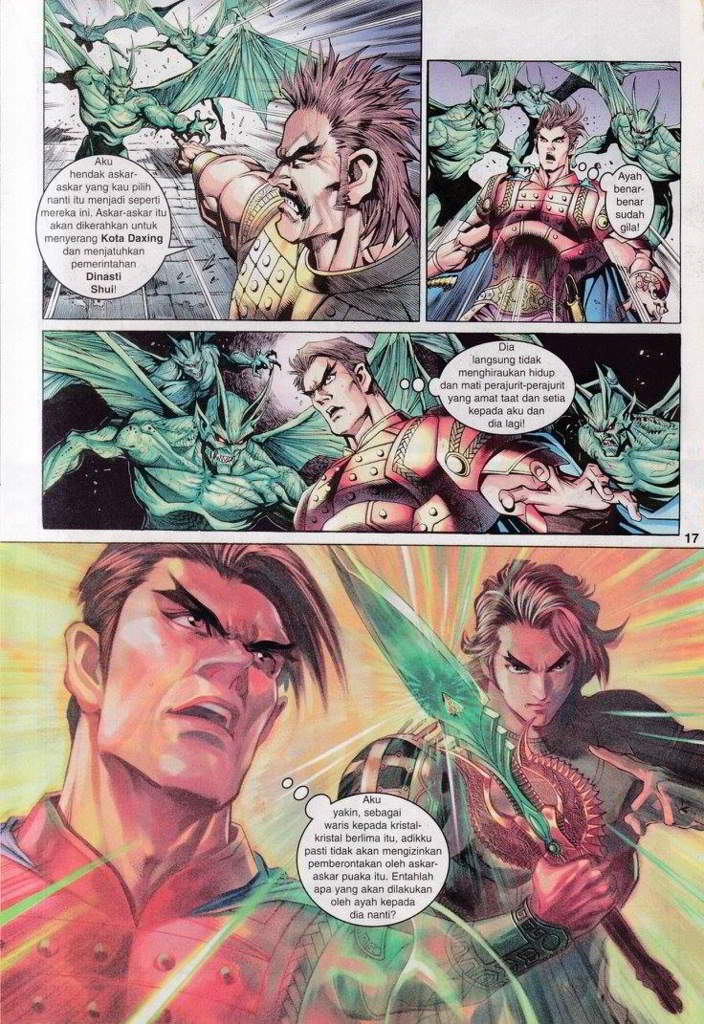 Aku
hendak askar-
askar yang kau pilih
nanti itu menjadi seperti
mereka ini. Askar-askar itu
akan dikerahkan untuk
menyerang Kota Daxing
dan menjatuhkan
pemerintahan
Dinasti
Shui!
Ayah
benar-
benar
sudah
gila!
Dia
langsung tidak
menghiraukan hidup
dan mati perajurit-perajurit
yang amat taat dan setia
kepada aku dan
dia lagi!
17
Aku
yakin, sebagai
waris kepada kristal-
kristal berlima itu, adikku
pasti tidak akan mengizinkan
pemberontakan oleh askar-
askar puaka itu. Entahlah
apa yang akan dilakukan
oleh ayah kepada
dia nanti?